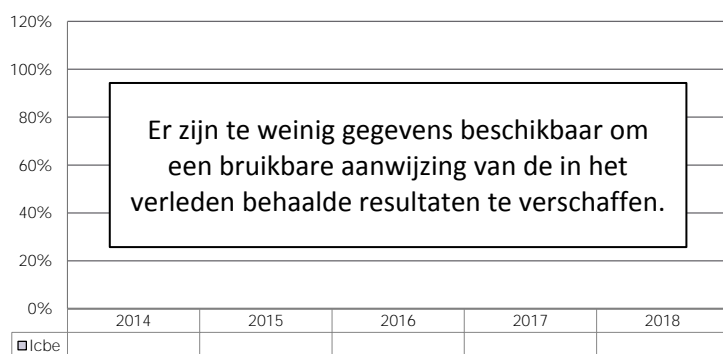 120%
100%
80%
60%
40%
20%
0%
Er zijn te weinig gegevens beschikbaar om
een bruikbare aanwijzing van de in het
verleden behaalde resultaten te verschaffen.
2014 2015 2016 2017 2018
Icbe